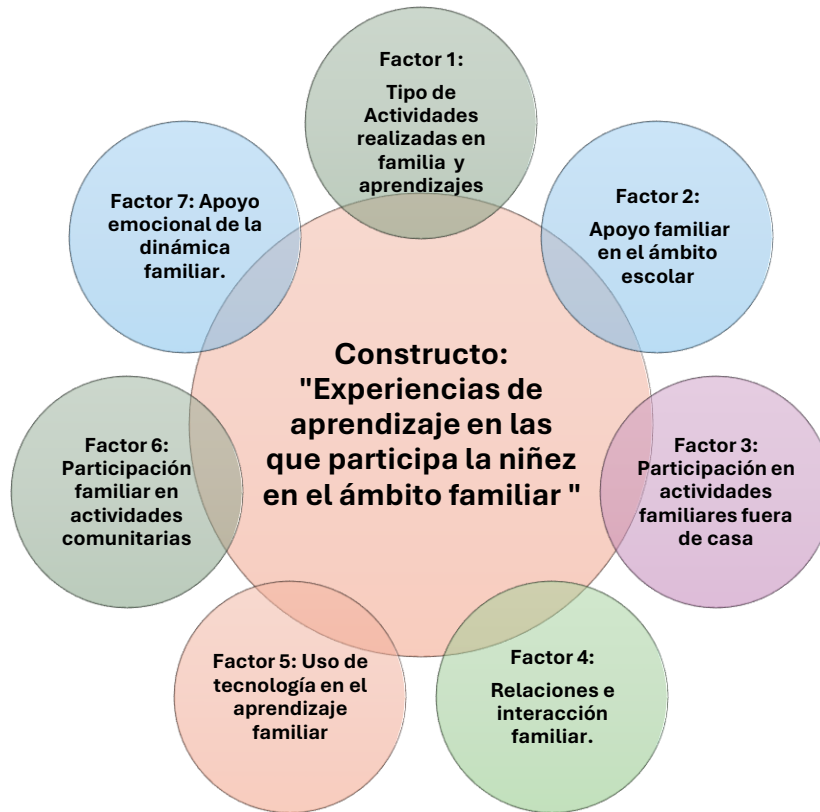 Factor 1:
Tipo de
Actividades
realizadas en
familia y
aprendizajes
Factor 2:
Apoyo familiar
en el ámbito
escolar
Factor 3:
Participación en
actividades
familiares fuera
de casa
Factor 4:
Relaciones e
interacción
familiar.
Factor 5: Uso de
tecnología en el
aprendizaje
familiar
Factor 6:
Participación
familiar en
actividades
comunitarias
Factor 7: Apoyo
emocional de la
dinámica
familiar.
Constructo:
"Experiencias de
aprendizaje en las
que participa la niñez
en el ámbito familiar "